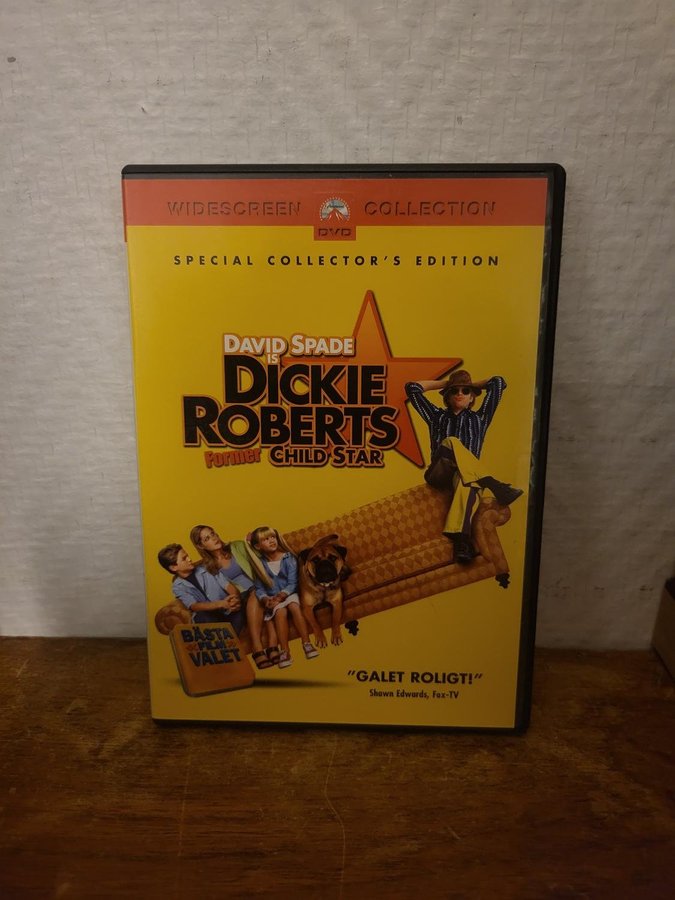 WIDESCREEN COLLECTION
DVD
SPECIAL COLLECTOR'S EDITION
DAVID SPADE
IS
DICKIE
ROBERTS
Former CHILD STAR
BÄSTA
FILM
VALET
"GALET ROLIGT!"
Shawn Edwards, Fox-TV